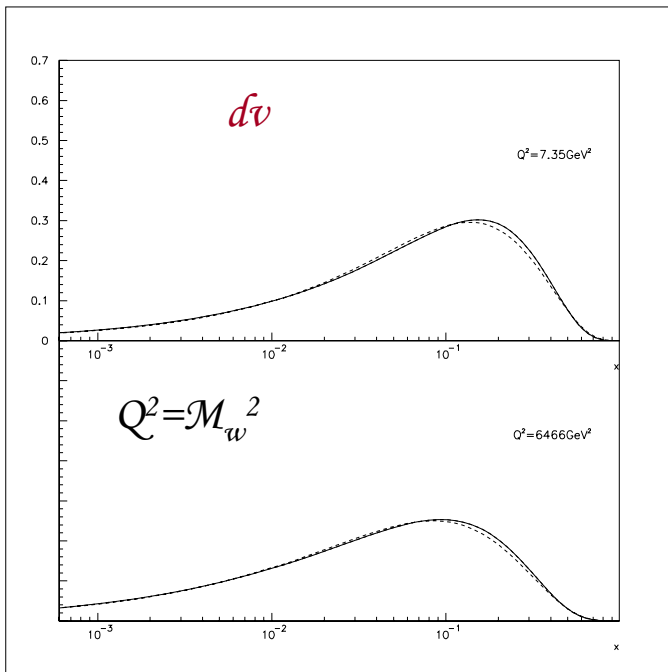 0.7
0.6
dv
0.5
Q²=7.35GeV²
0.4
0.3
0.2
0.1
0
10⁻³ 10⁻² 10⁻¹
x
Q²=M_w²
Q²=6466GeV²
10⁻³ 10⁻² 10⁻¹
x